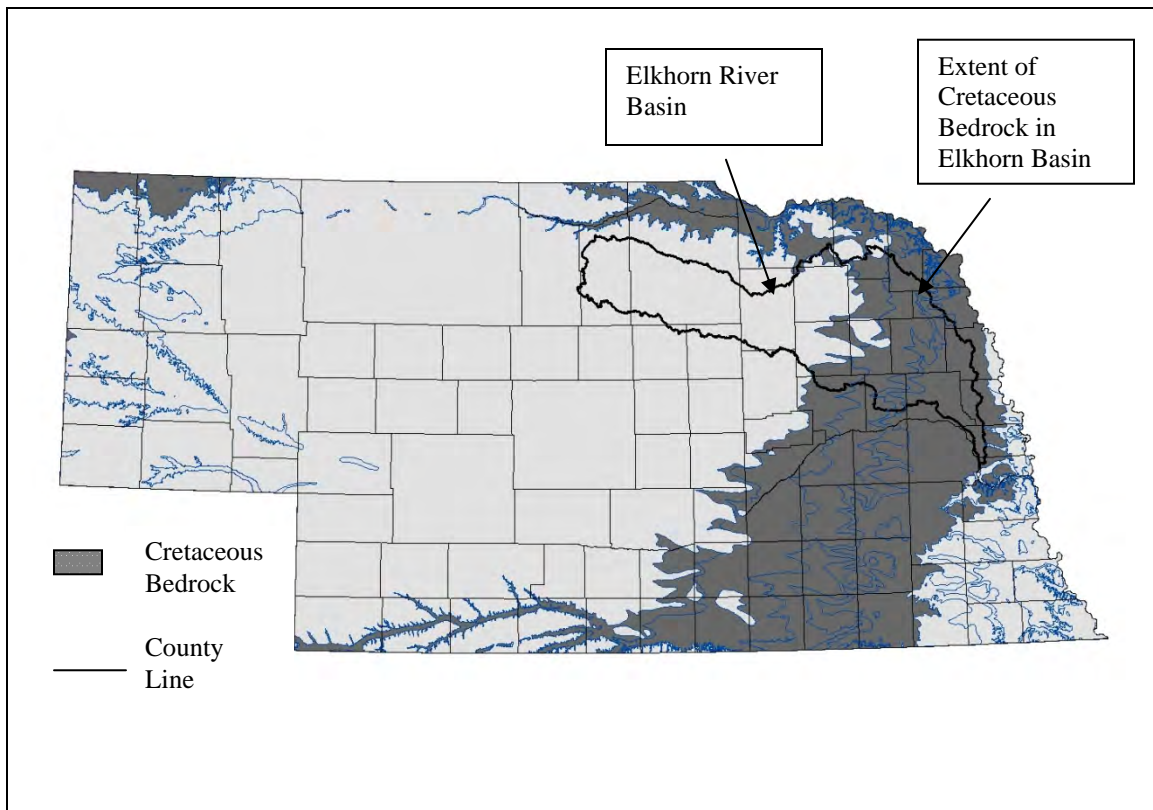 Elkhorn River
Basin
Extent of
Cretaceous
Bedrock in
Elkhorn Basin
Cretaceous
Bedrock
County
Line